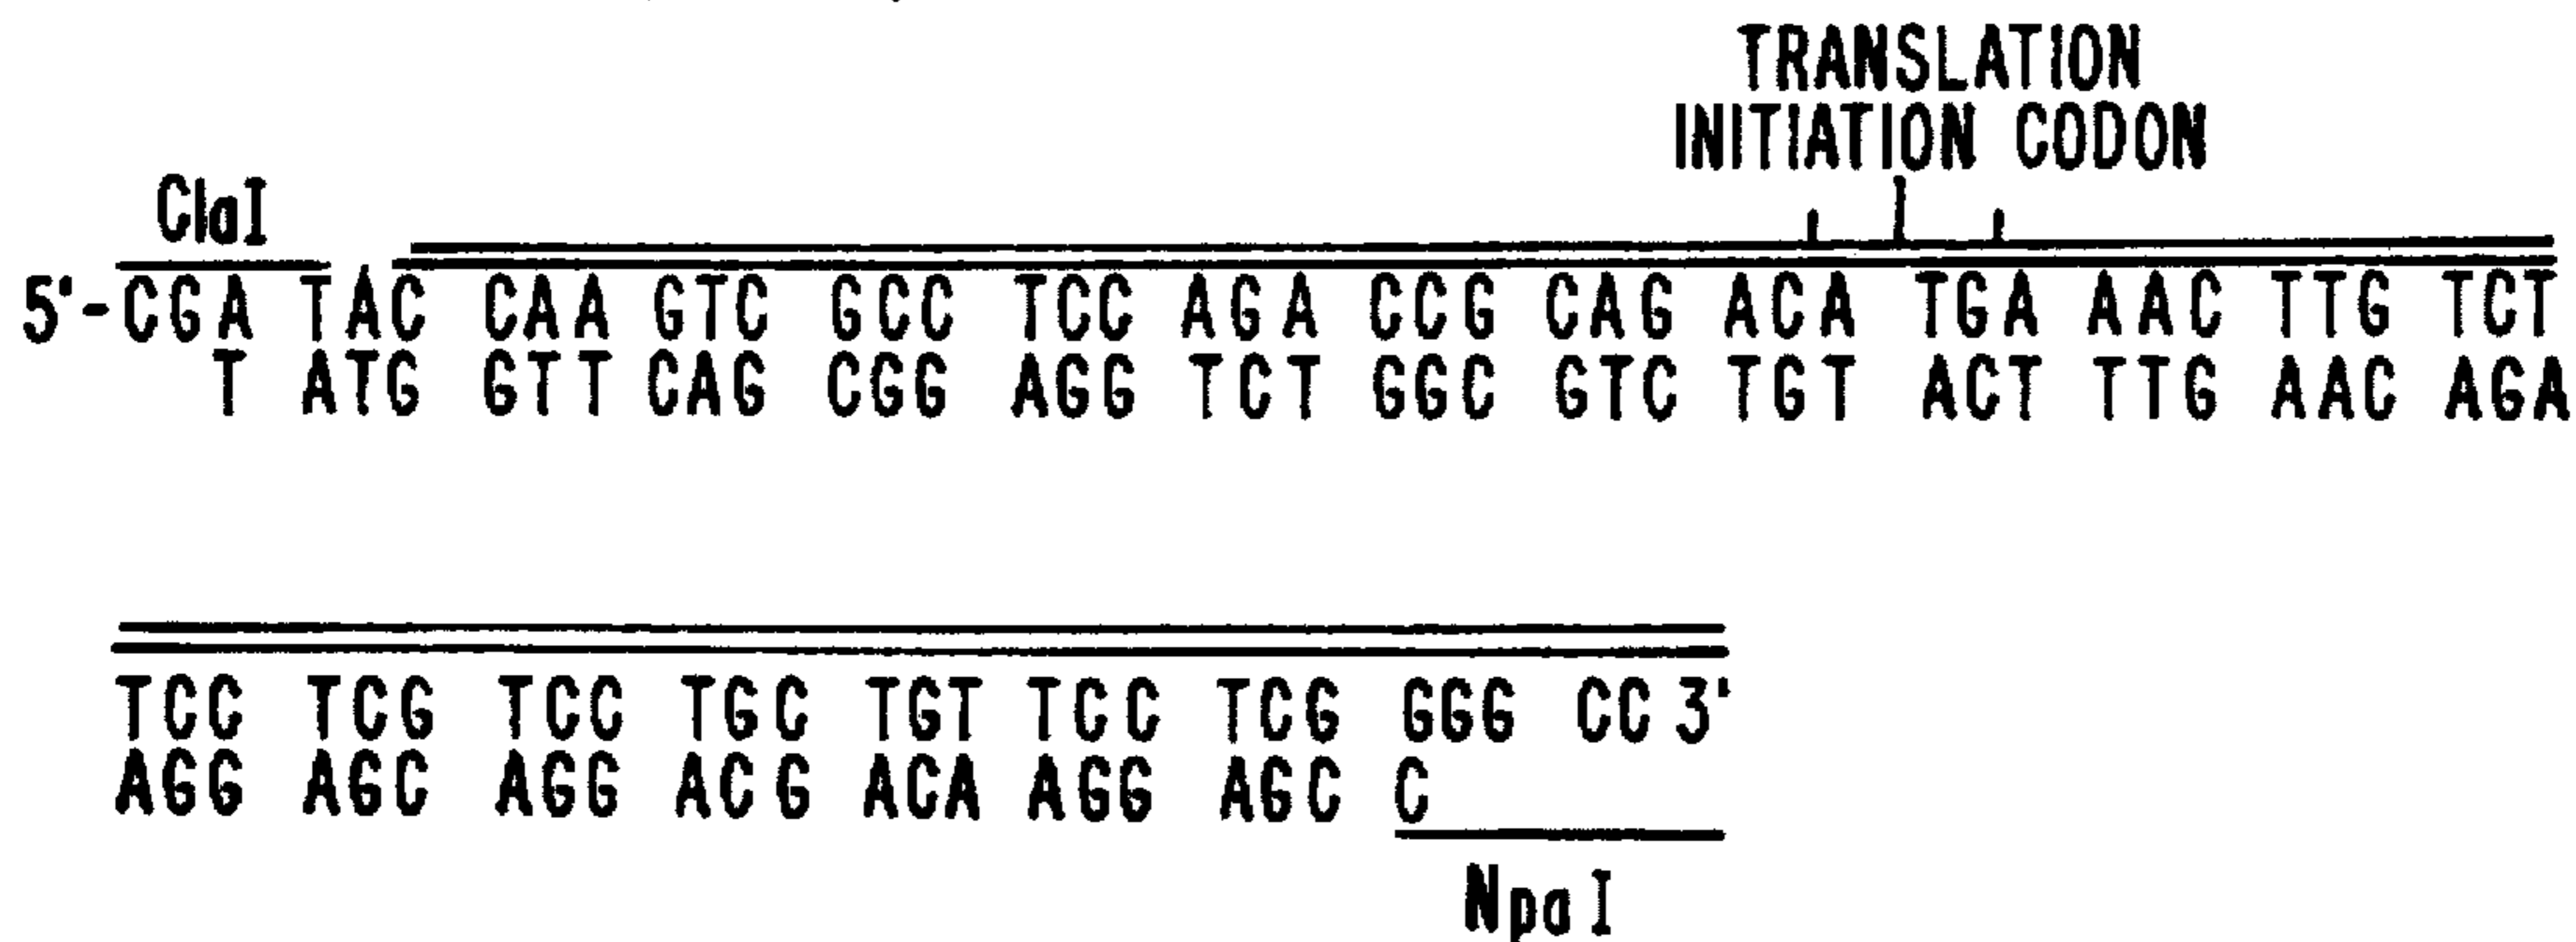 TRANSLATION
INITIATION CODON
ClaI
5'-CGA TAC CAA GTC GCC TCC AGA CCG CAG ACA TGA AAC TTG TCT
T ATG GTT CAG CGG AGG TCT GGC GTC TGT ACT TTG AAC AGA
TCC TCG TCC TGC TGT TCC TCG GGG CC 3'
AGG AGC AGG ACG ACA AGG AGC C
NpaI